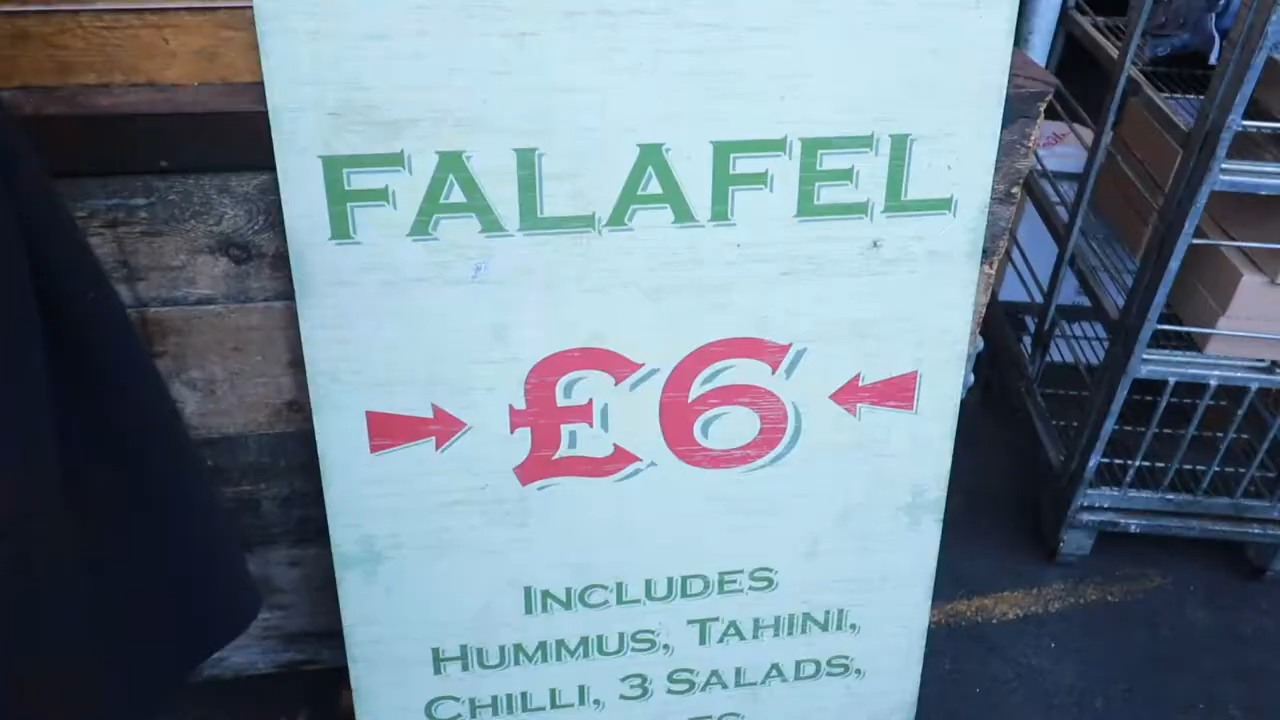 FALAFEL
£6
INCLUDES
HUMMUS, TAHINI,
CHILLI, 3 SALADS,